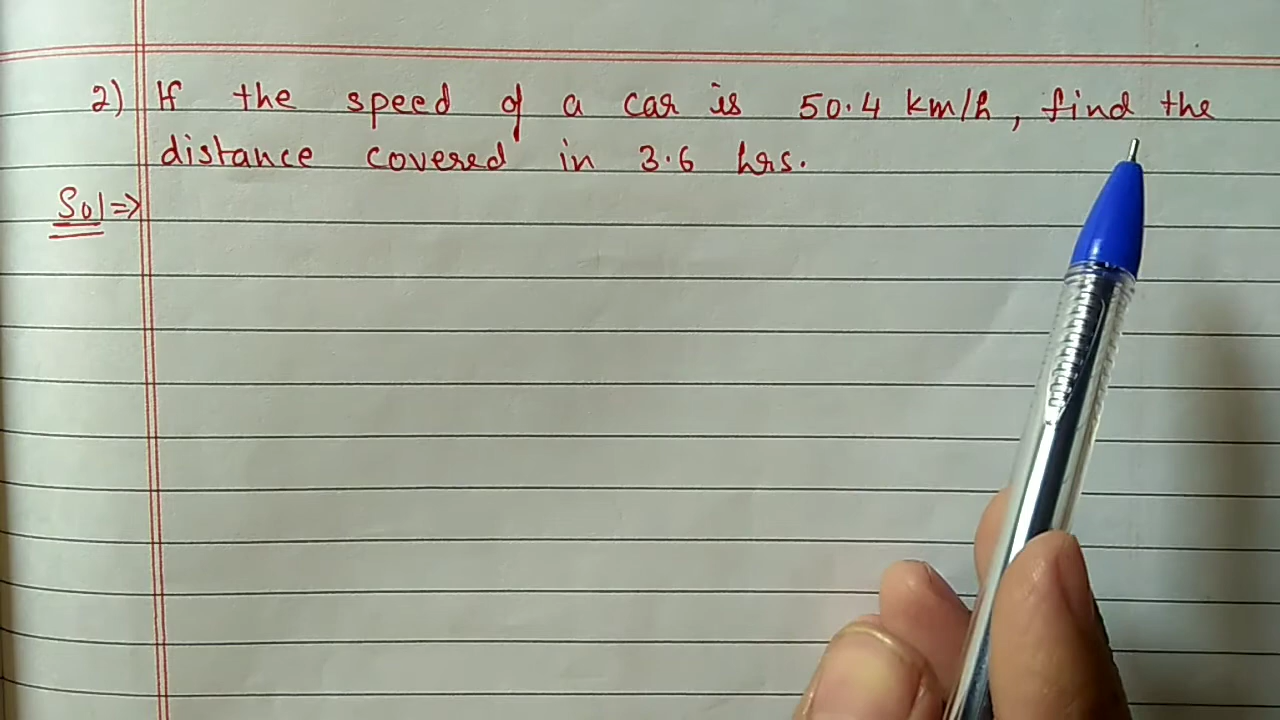 2) If the speed of a car is 50.4 km/h, find the
distance covered in 3.6 hrs.
Sol⇒